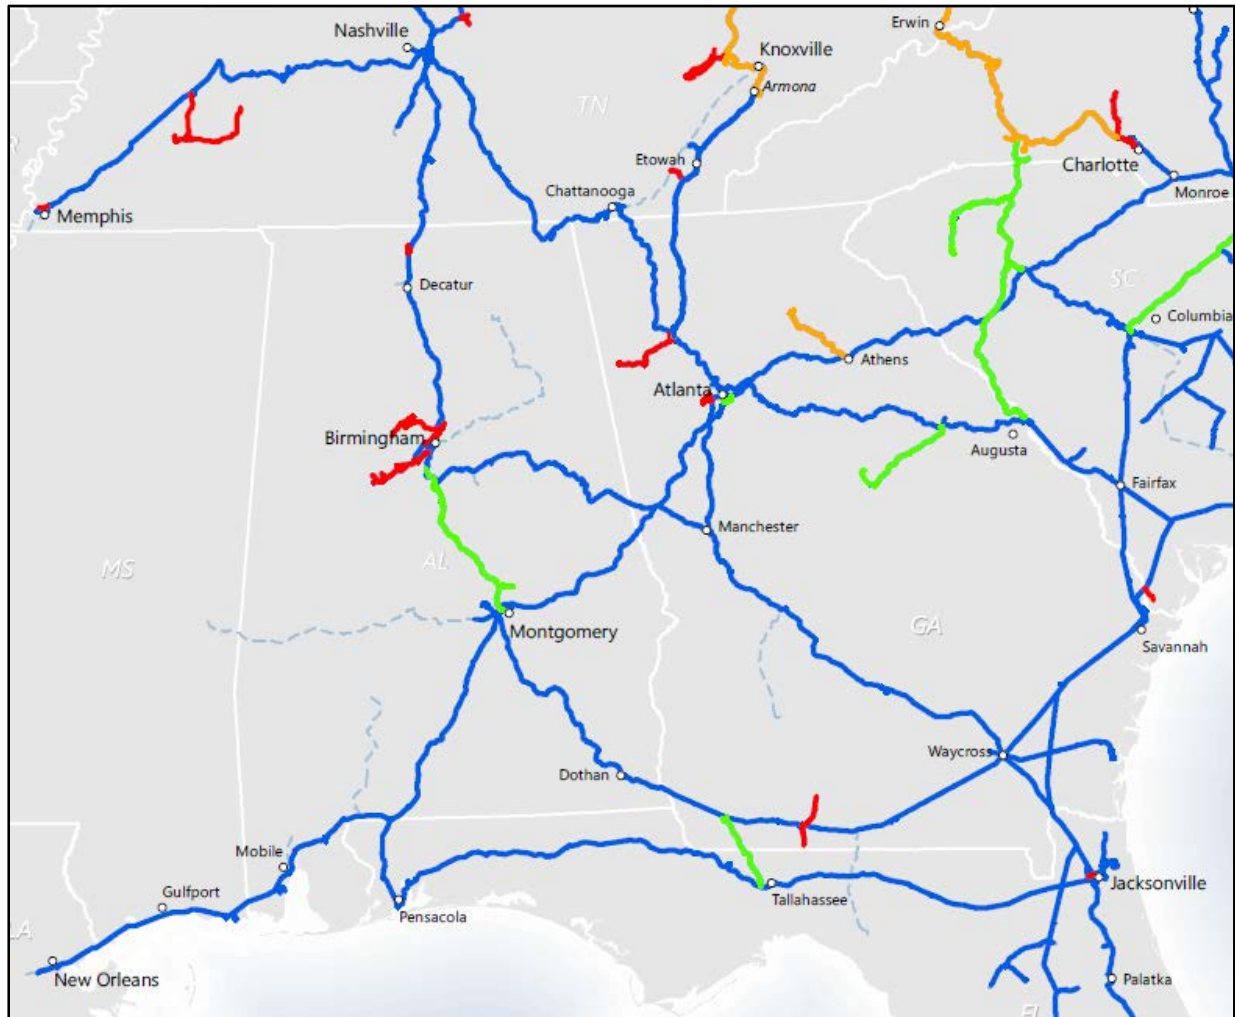 Erwin
Nashville
Knoxville
Armona
TN
Charlotte
Etowah
Chattanooga
Monroe
Memphis
SC
Decatur
Columbia
Athens
Atlanta
Birmingham
Augusta
Fairfax
Manchester
AL
MS
GA
Montgomery
Savannah
Waycross
Dothan
Mobile
Jacksonville
Gulfport
Tallahassee
Pensacola
LA
New Orleans
Palatka